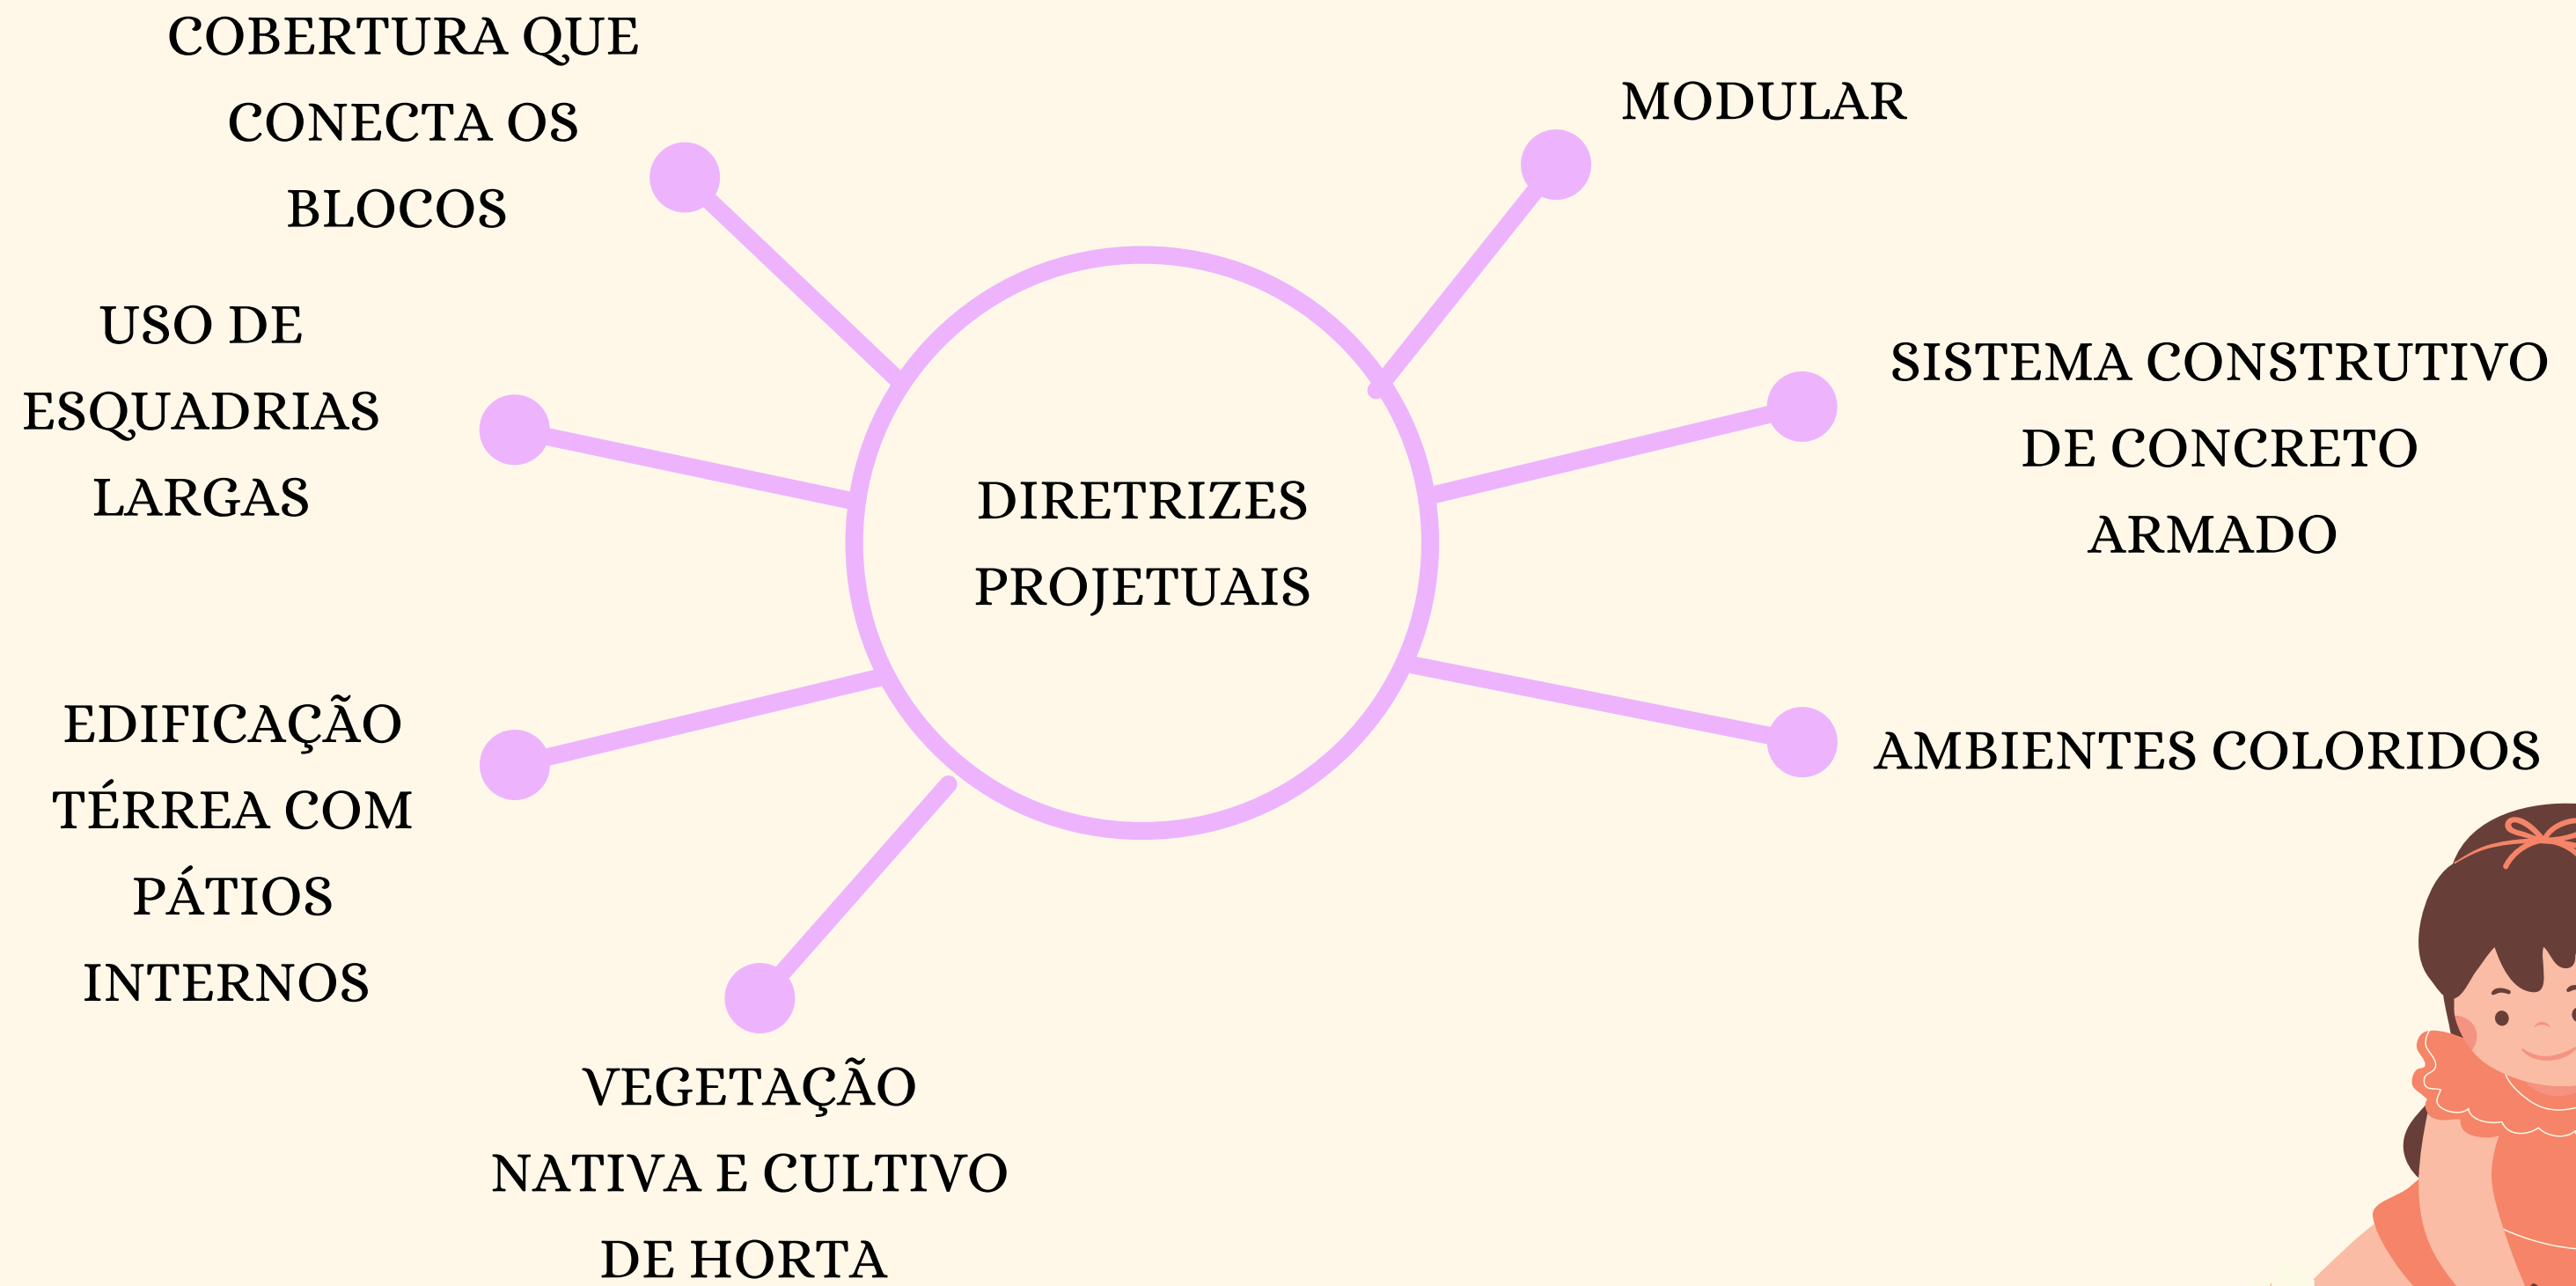 COBERTURA QUE
CONECTA OS
BLOCOS
MODULAR
USO DE
ESQUADRIAS
LARGAS
SISTEMA CONSTRUTIVO
DE CONCRETO
ARMADO
DIRETRIZES
PROJETUAIS
EDIFICAÇÃO
TÉRREA COM
PÁTIOS
INTERNOS
AMBIENTES COLORIDOS
VEGETAÇÃO
NATIVA E CULTIVO
DE HORTA